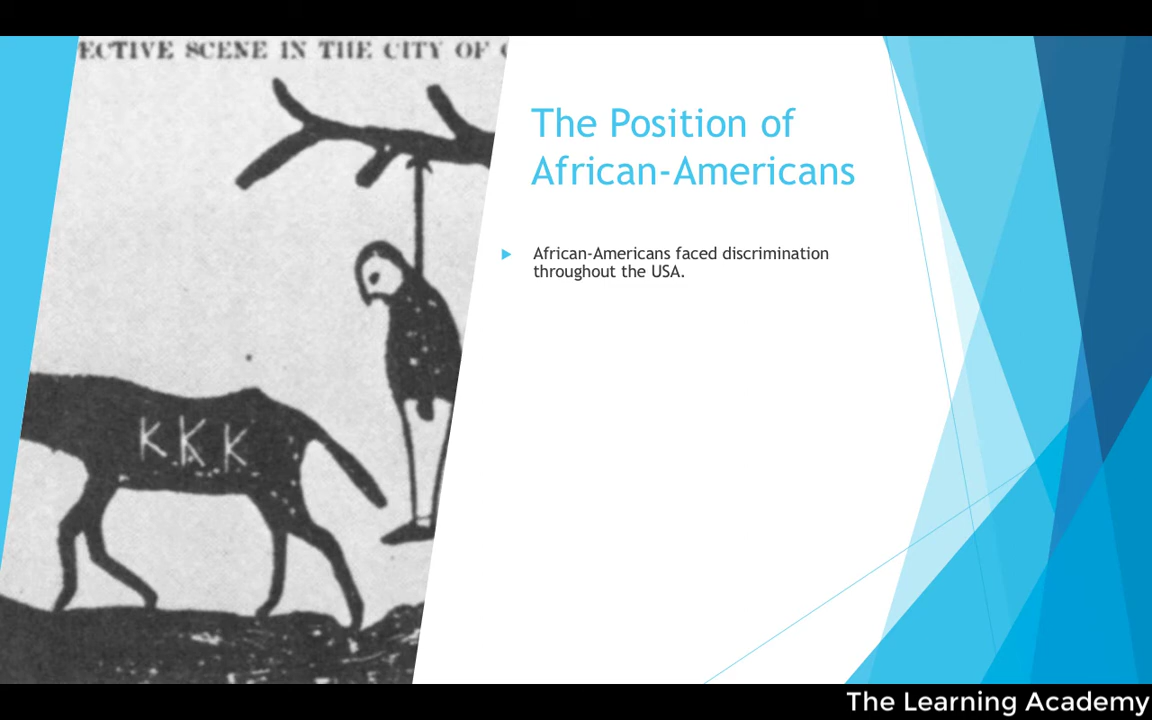 ECTIVE SCENE IN THE CITY OF
The Position of
African-Americans
African-Americans faced discrimination
throughout the USA.
KKK
The Learning Academy